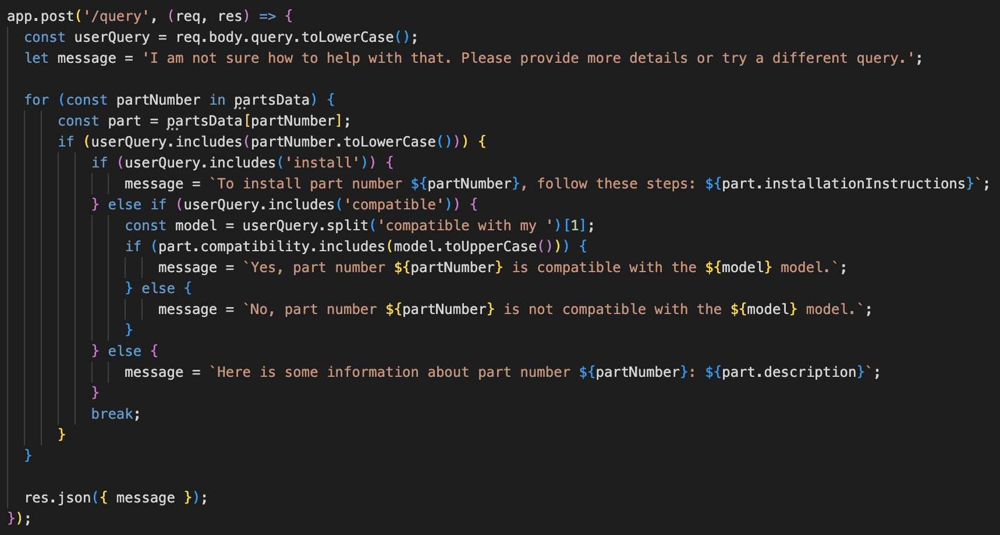 app.post('/query', (req, res) => {
  const userQuery = req.body.query.toLowerCase();
  let message = 'I am not sure how to help with that. Please provide more details or try a different query.';

  for (const partNumber in partsData) {
      const part = partsData[partNumber];
      if (userQuery.includes(partNumber.toLowerCase())) {
          if (userQuery.includes('install')) {
              message = `To install part number ${partNumber}, follow these steps: ${part.installationInstructions}`;
          } else if (userQuery.includes('compatible')) {
              const model = userQuery.split('compatible with my ')[1];
              if (part.compatibility.includes(model.toUpperCase())) {
                  message = `Yes, part number ${partNumber} is compatible with the ${model} model.`;
              } else {
                  message = `No, part number ${partNumber} is not compatible with the ${model} model.`;
              }
          } else {
              message = `Here is some information about part number ${partNumber}: ${part.description}`;
          }
          break;
      }
  }

  res.json({ message });
});